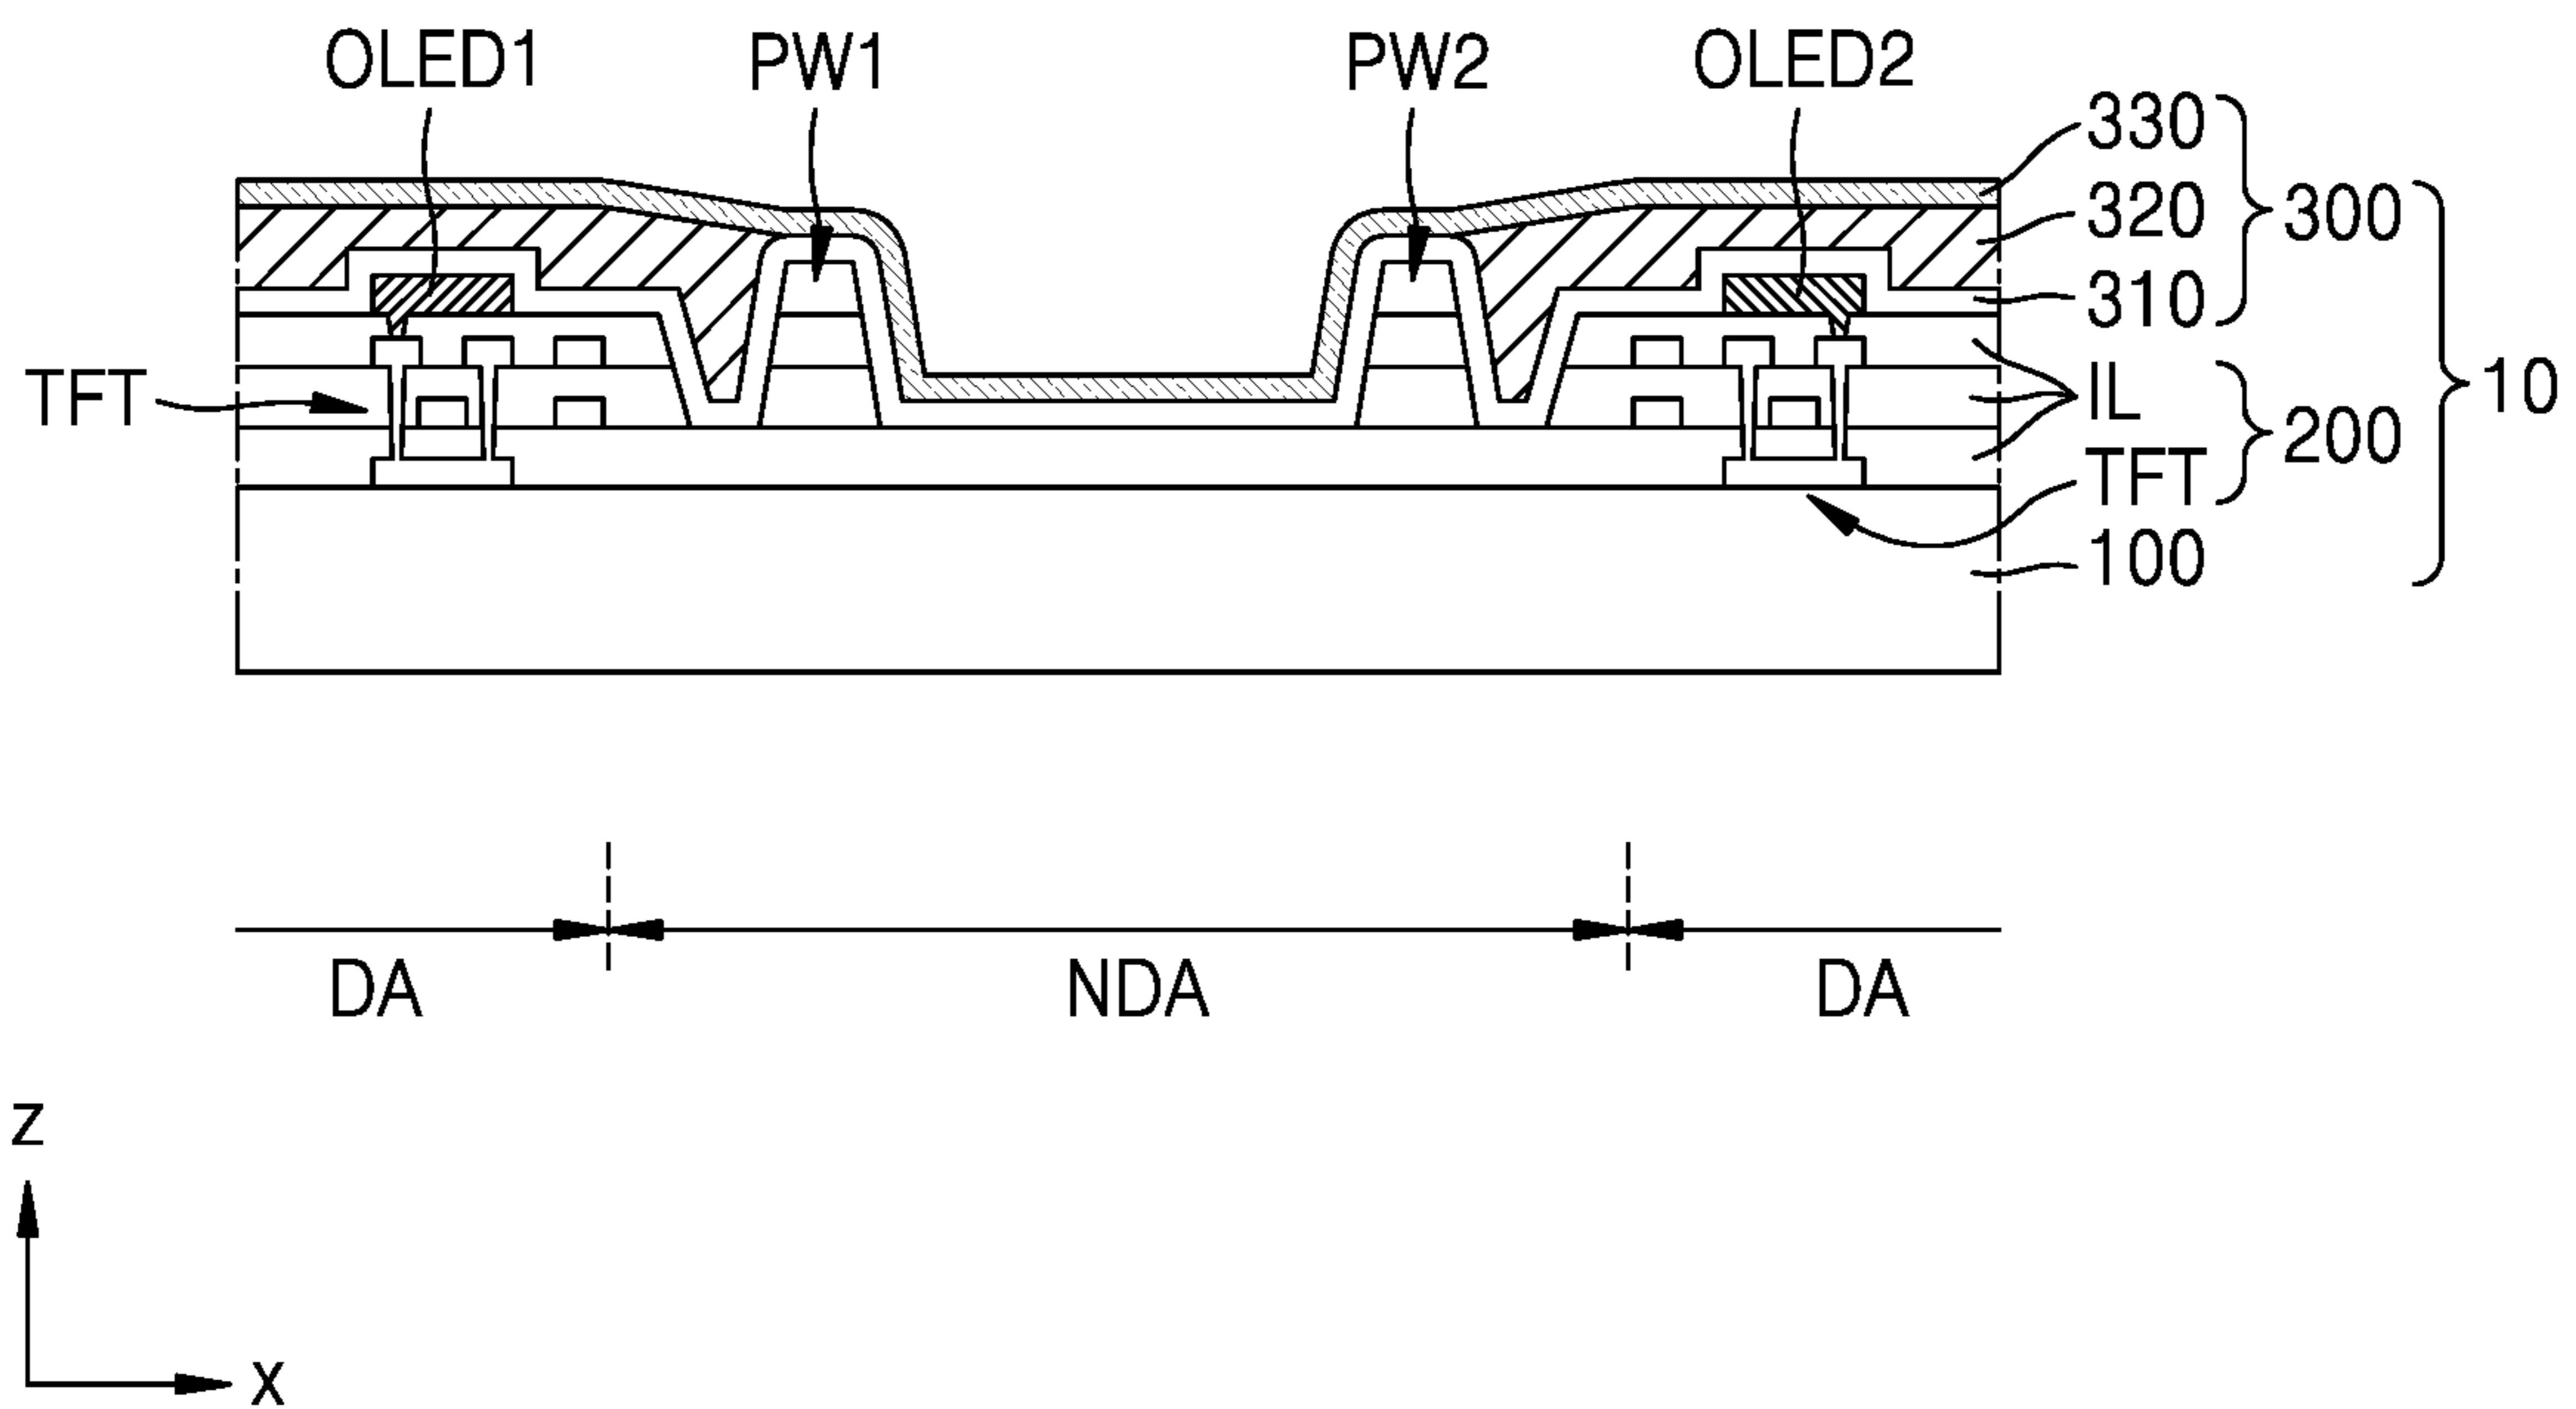 OLED1 PW1 PW2 OLED2
330
320 300
310
TFT IL 10
200
TFT
100
DA NDA DA
z
x